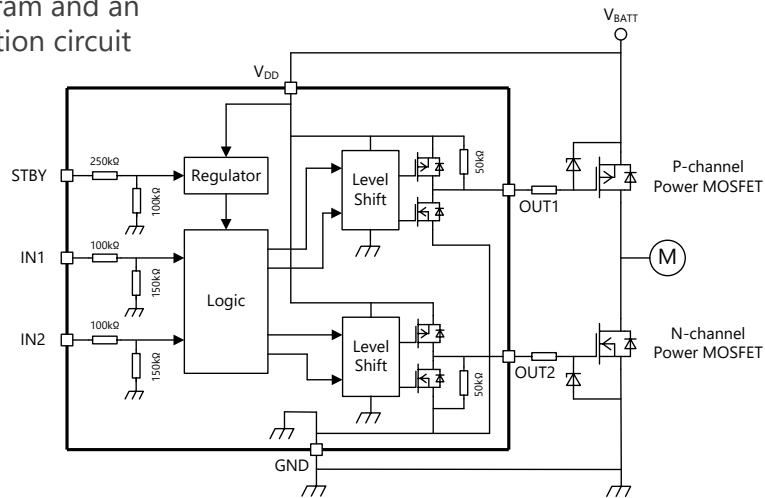 ram and an
tion circuit
VBATT
VDD
STBY
250kΩ
100kΩ
Regulator
Level
Shift
50kΩ
OUT1
P-channel
Power MOSFET
IN1
100kΩ
150kΩ
Logic
M
IN2
100kΩ
150kΩ
Level
Shift
50kΩ
OUT2
N-channel
Power MOSFET
GND